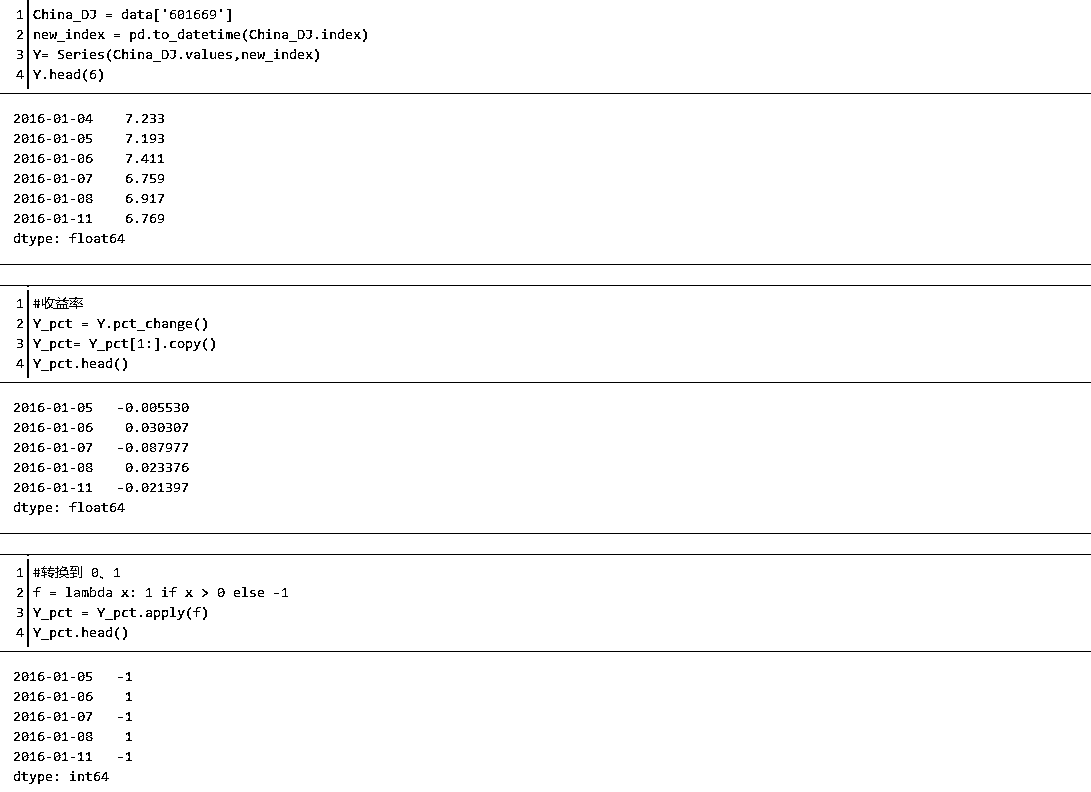 1 China_DJ = data['601669']
2 new_index = pd.to_datetime(China_DJ.index)
3 Y= Series(China_DJ.values,new_index)
4 Y.head(6)
2016-01-04    7.233
2016-01-05    7.193
2016-01-06    7.411
2016-01-07    6.759
2016-01-08    6.917
2016-01-11    6.769
dtype: float64
1 #收益率
2 Y_pct = Y.pct_change()
3 Y_pct= Y_pct[1:].copy()
4 Y_pct.head()
2016-01-05   -0.005530
2016-01-06    0.030307
2016-01-07   -0.087977
2016-01-08    0.023376
2016-01-11   -0.021397
dtype: float64
1 #转换到 0、1
2 f = lambda x: 1 if x > 0 else -1
3 Y_pct = Y_pct.apply(f)
4 Y_pct.head()
2016-01-05   -1
2016-01-06    1
2016-01-07   -1
2016-01-08    1
2016-01-11   -1
dtype: int64